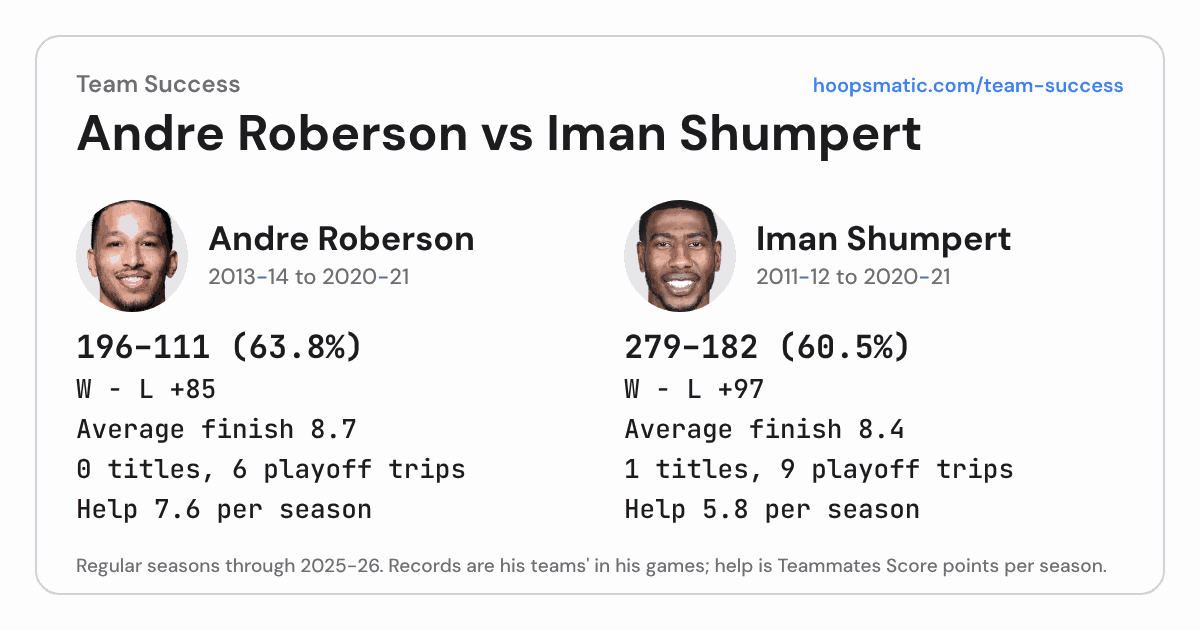 Team Success
hoopsmatic.com/team-success
Andre Roberson vs Iman Shumpert
Andre Roberson
2013-14 to 2020-21
196-111 (63.8%)
W - L +85
Average finish 8.7
0 titles, 6 playoff trips
Help 7.6 per season
Iman Shumpert
2011-12 to 2020-21
279-182 (60.5%)
W - L +97
Average finish 8.4
1 titles, 9 playoff trips
Help 5.8 per season
Regular seasons through 2025-26. Records are his teams' in his games; help is Teammates Score points per season.